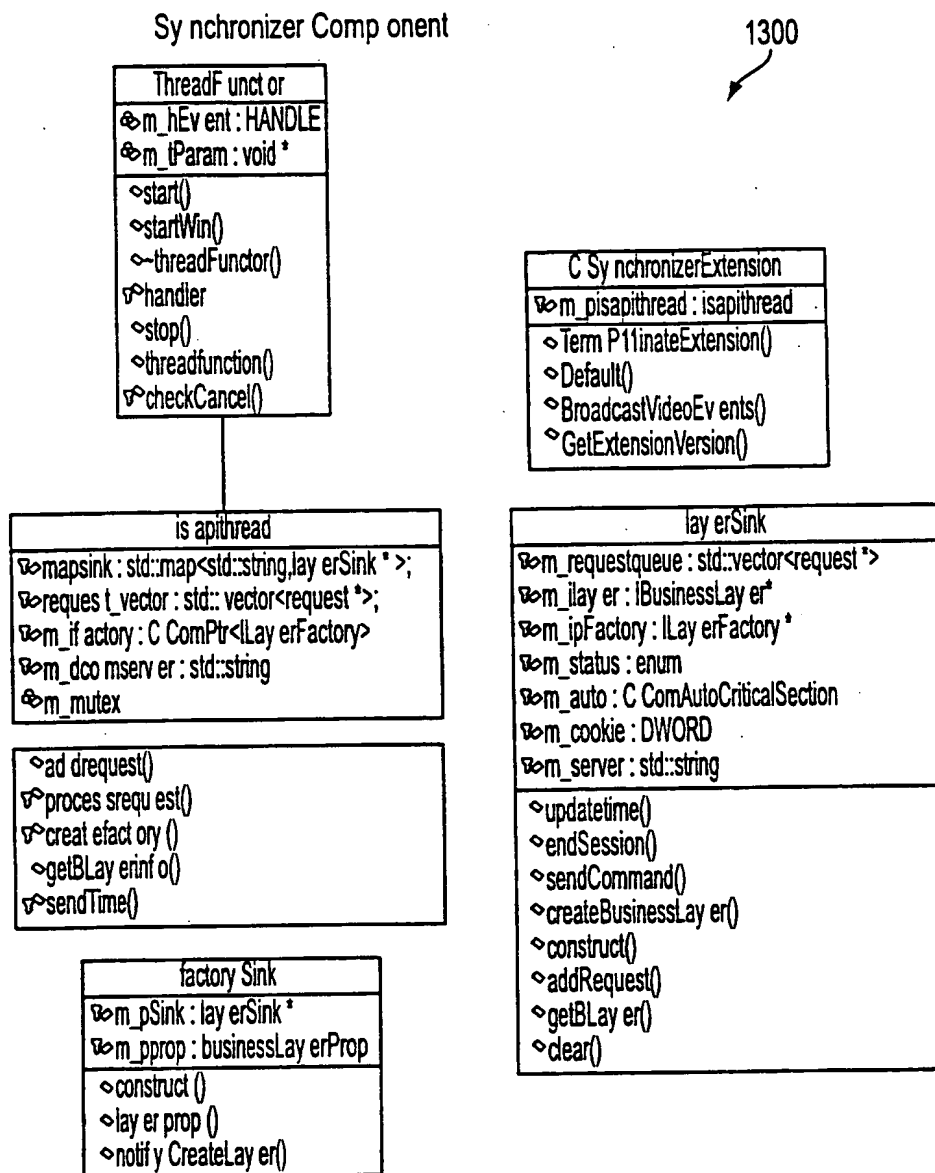 Sy nchronizer Comp onent
1300
ThreadF unct or
m_hEv ent : HANDLE
m_tParam : void *
start()
startWin()
~threadFunctor()
handler
stop()
threadfunction()
checkCancel()
C Sy nchronizerExtension
m_pisapithread : isapithread
Term P11inateExtension()
Default()
BroadcastVideoEv ents()
GetExtensionVersion()
is apithread
mapsink : std::map<std::string,lay erSink * >;
reques t_vector : std:: vector<request *>;
m_if actory : C ComPtr<ILay erFactory>
m_dco mserv er : std::string
m_mutex
ad drequest()
proces srequ est()
creat efact ory ()
getBLay erinf o()
sendTime()
lay erSink
m_requestqueue : std::vector<request *>
m_ilay er : IBusinessLay er*
m_ipFactory : ILay erFactory *
m_status : enum
m_auto : C ComAutoCriticalSection
m_cookie : DWORD
m_server : std::string
updatetime()
endSession()
sendCommand()
createBusinessLay er()
construct()
addRequest()
getBLay er()
clear()
factory Sink
m_pSink : lay erSink *
m_pprop : businessLay erProp
construct ()
lay er prop ()
notif y CreateLay er()